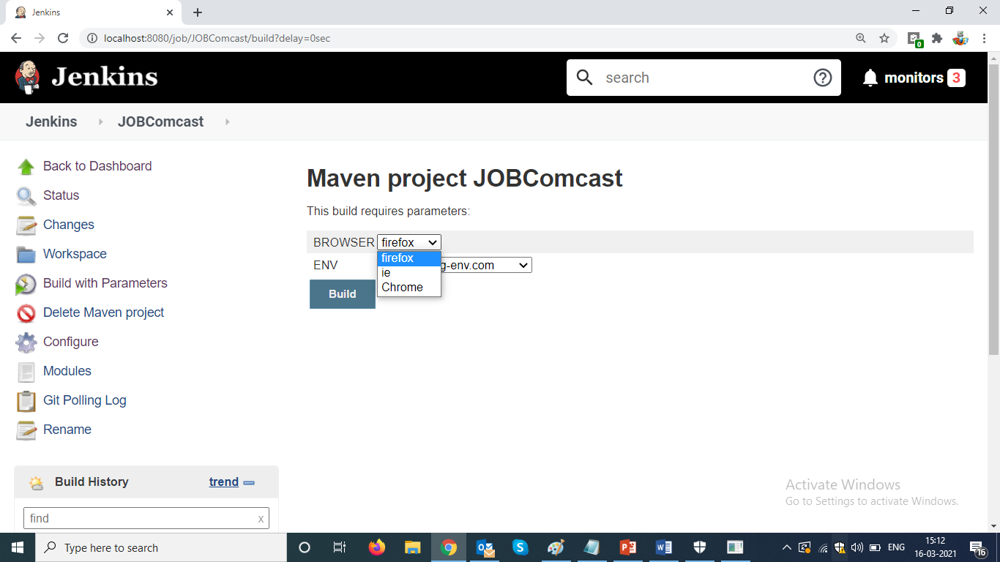 Jenkins
localhost:8080/job/JOBComcast/build?delay=0sec
0
Jenkins
search
monitors 3
Jenkins JOBComcast
Back to Dashboard
Status
Changes
Workspace
Build with Parameters
Delete Maven project
Configure
Modules
Git Polling Log
Rename
Build History trend
find x
Maven project JOBComcast
This build requires parameters:
BROWSER firefox
firefox
ie
Chrome
ENV g-env.com
Build
Activate Windows
Go to Settings to activate Windows.
Type here to search
ENG
15:12
16-03-2021
16